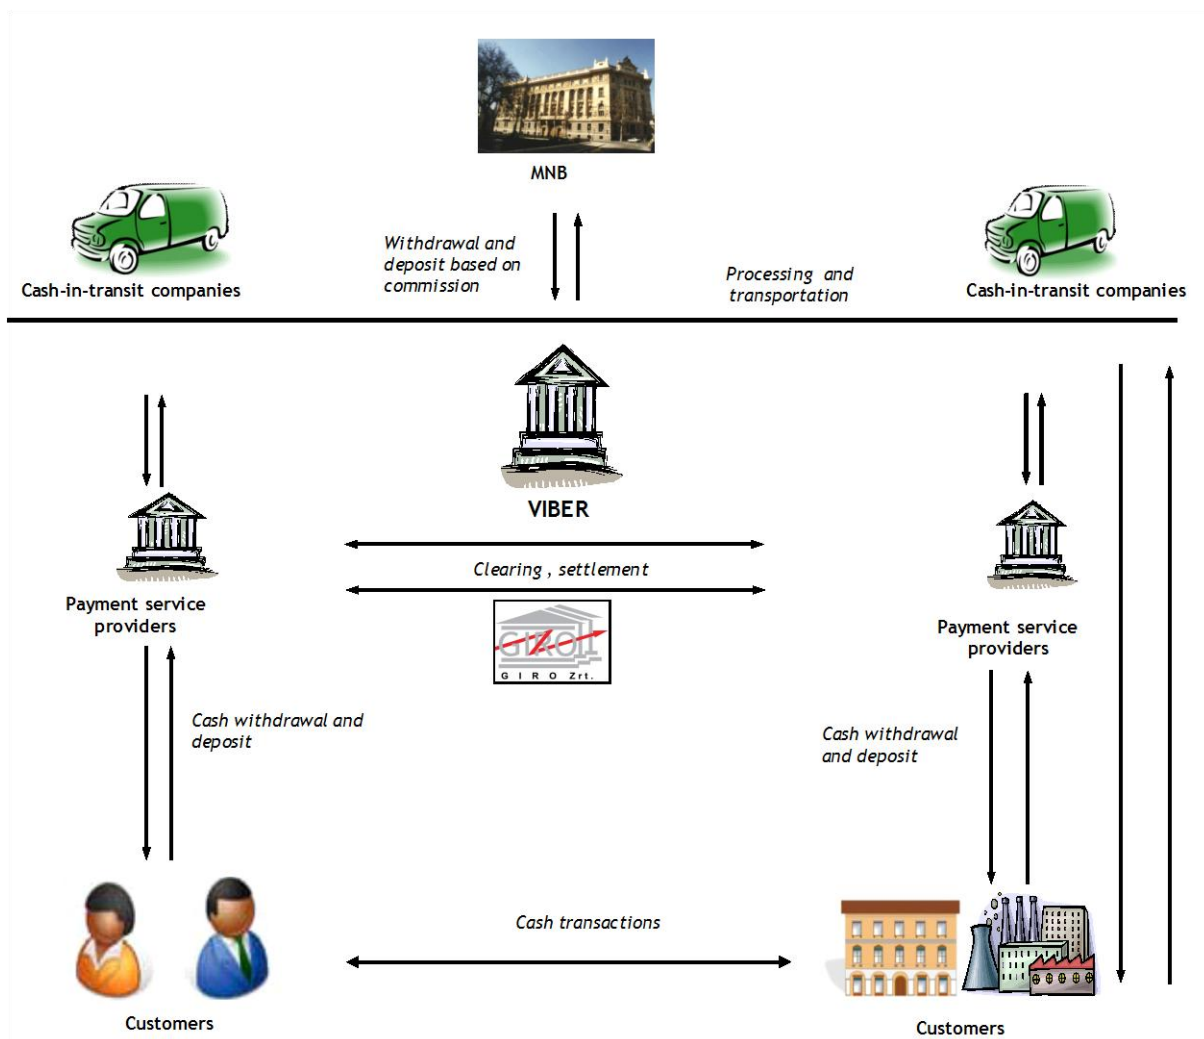 MNB
Withdrawal and
deposit based on
commission
Processing and
transportation
Cash-in-transit companies
Cash-in-transit companies
VIBER
Clearing , settlement
GIRO
G I R O Zrt.
Payment service
providers
Payment service
providers
Cash withdrawal and
deposit
Cash withdrawal
and deposit
Cash transactions
Customers
Customers